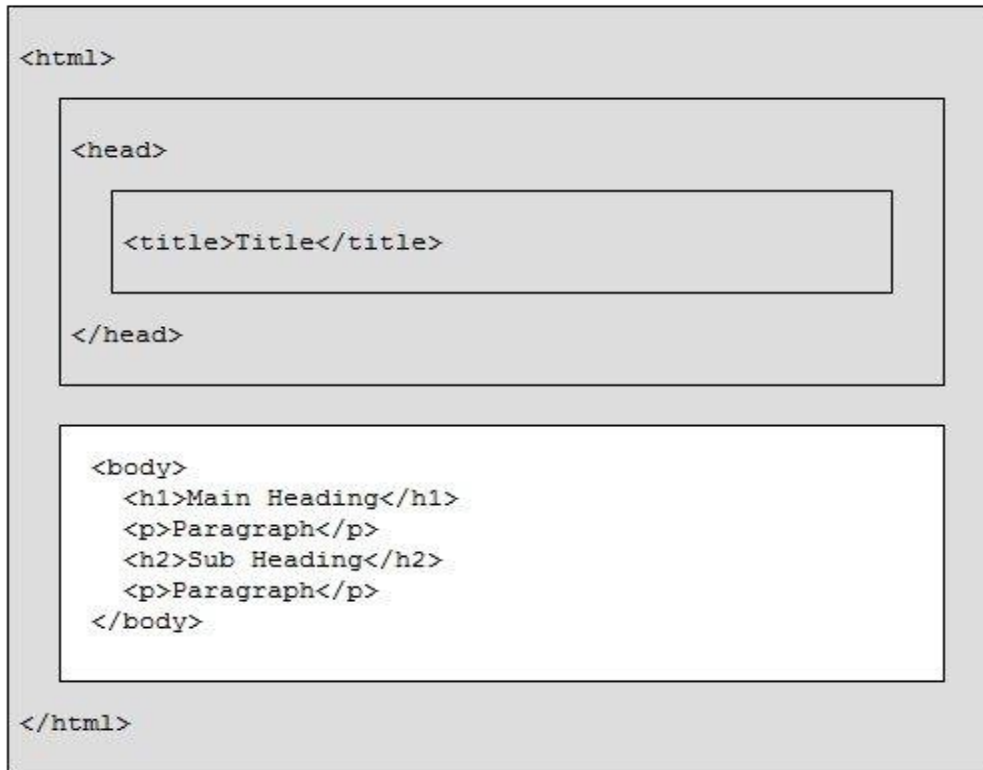 <html>
<head>
<title>Title</title>
</head>
<body>
<h1>Main Heading</h1>
<p>Paragraph</p>
<h2>Sub Heading</h2>
<p>Paragraph</p>
</body>
</html>